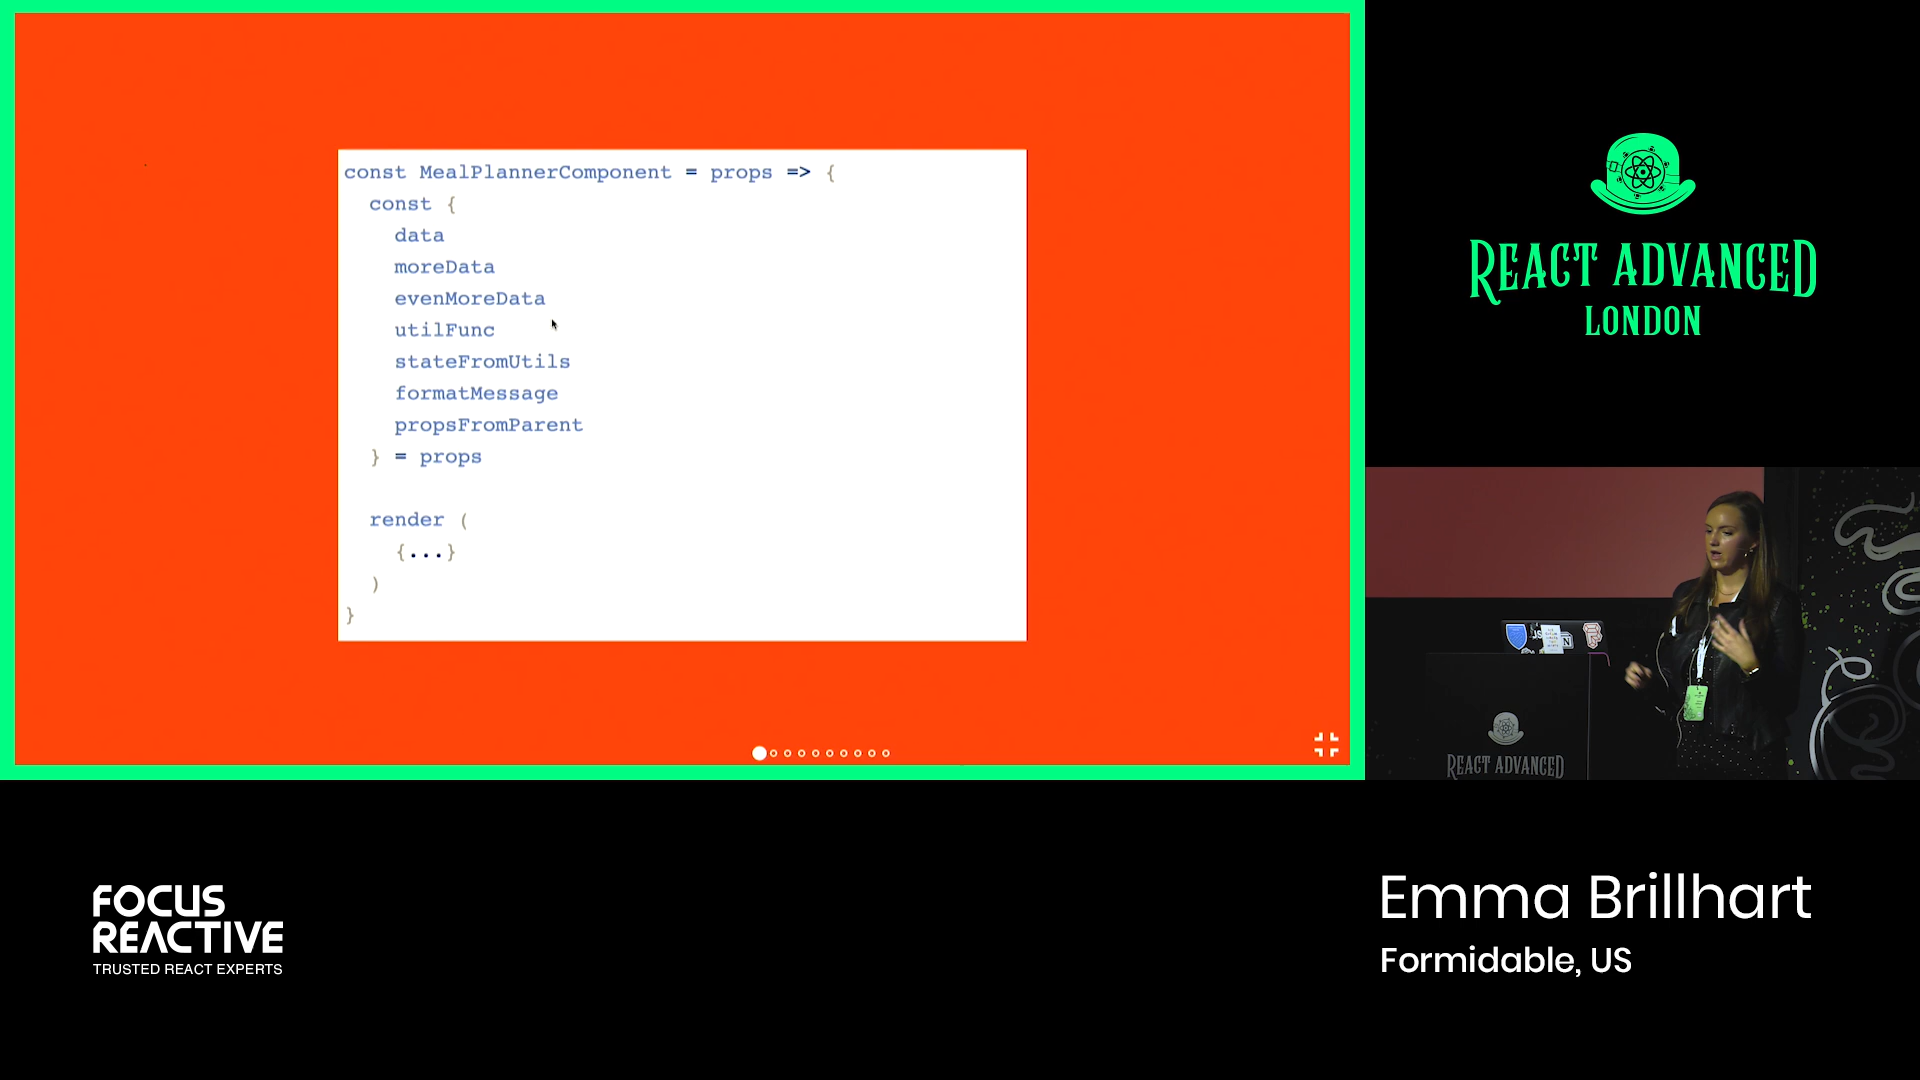 const MealPlannerComponent = props => {
  const {
    data
    moreData
    evenMoreData
    utilFunc
    stateFromUtils
    formatMessage
    propsFromParent
  } = props

  render (
    {...}
  )
}
REACT ADVANCED
LONDON
REACT ADVANCED
FOCUS
REACTIVE
TRUSTED REACT EXPERTS
Emma Brillhart
Formidable, US